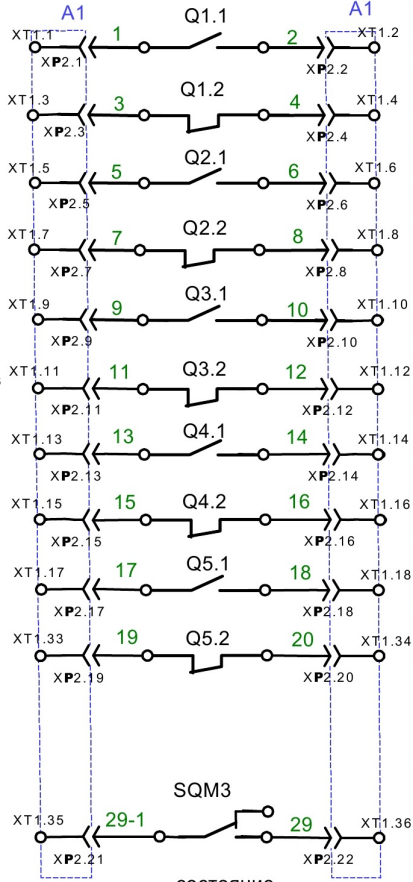 A1 Q1.1 A1
XT1.1 1 2 XT1.2
XP2.1 XP2.2
Q1.2
XT1.3 3 4 XT1.4
XP2.3 XP2.4
Q2.1
XT1.5 5 6 XT1.6
XP2.5 XP2.6
Q2.2
XT1.7 7 8 XT1.8
XP2.7 XP2.8
Q3.1
XT1.9 9 10 XT1.10
XP2.9 XP2.10
Q3.2
XT1.11 11 12 XT1.12
XP2.11 XP2.12
Q4.1
XT1.13 13 14 XT1.14
XP2.13 XP2.14
Q4.2
XT1.15 15 16 XT1.16
XP2.15 XP2.16
Q5.1
XT1.17 17 18 XT1.18
XP2.17 XP2.18
Q5.2
XT1.33 19 20 XT1.34
XP2.19 XP2.20
SQM3
XT1.35 29-1 29 XT1.36
XP2.21 XP2.22